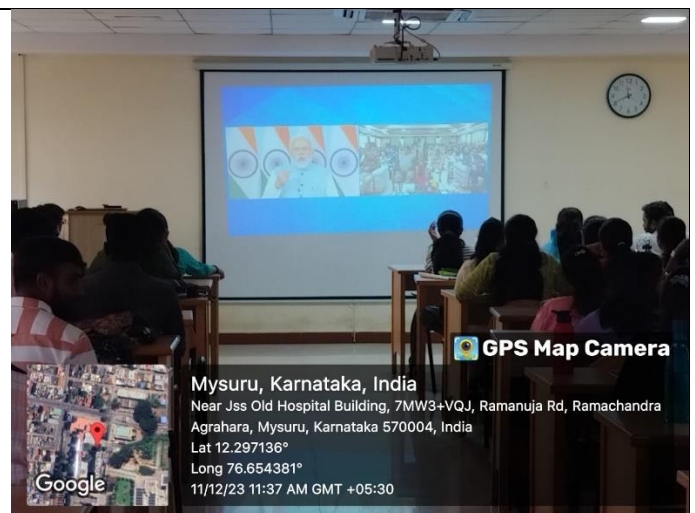 GPS Map Camera
Mysuru, Karnataka, India
Near Jss Old Hospital Building, 7MW3+VQJ, Ramanuja Rd, Ramachandra
Agrahara, Mysuru, Karnataka 570004, India
Lat 12.297136°
Long 76.654381°
11/12/23 11:37 AM GMT +05:30
Google